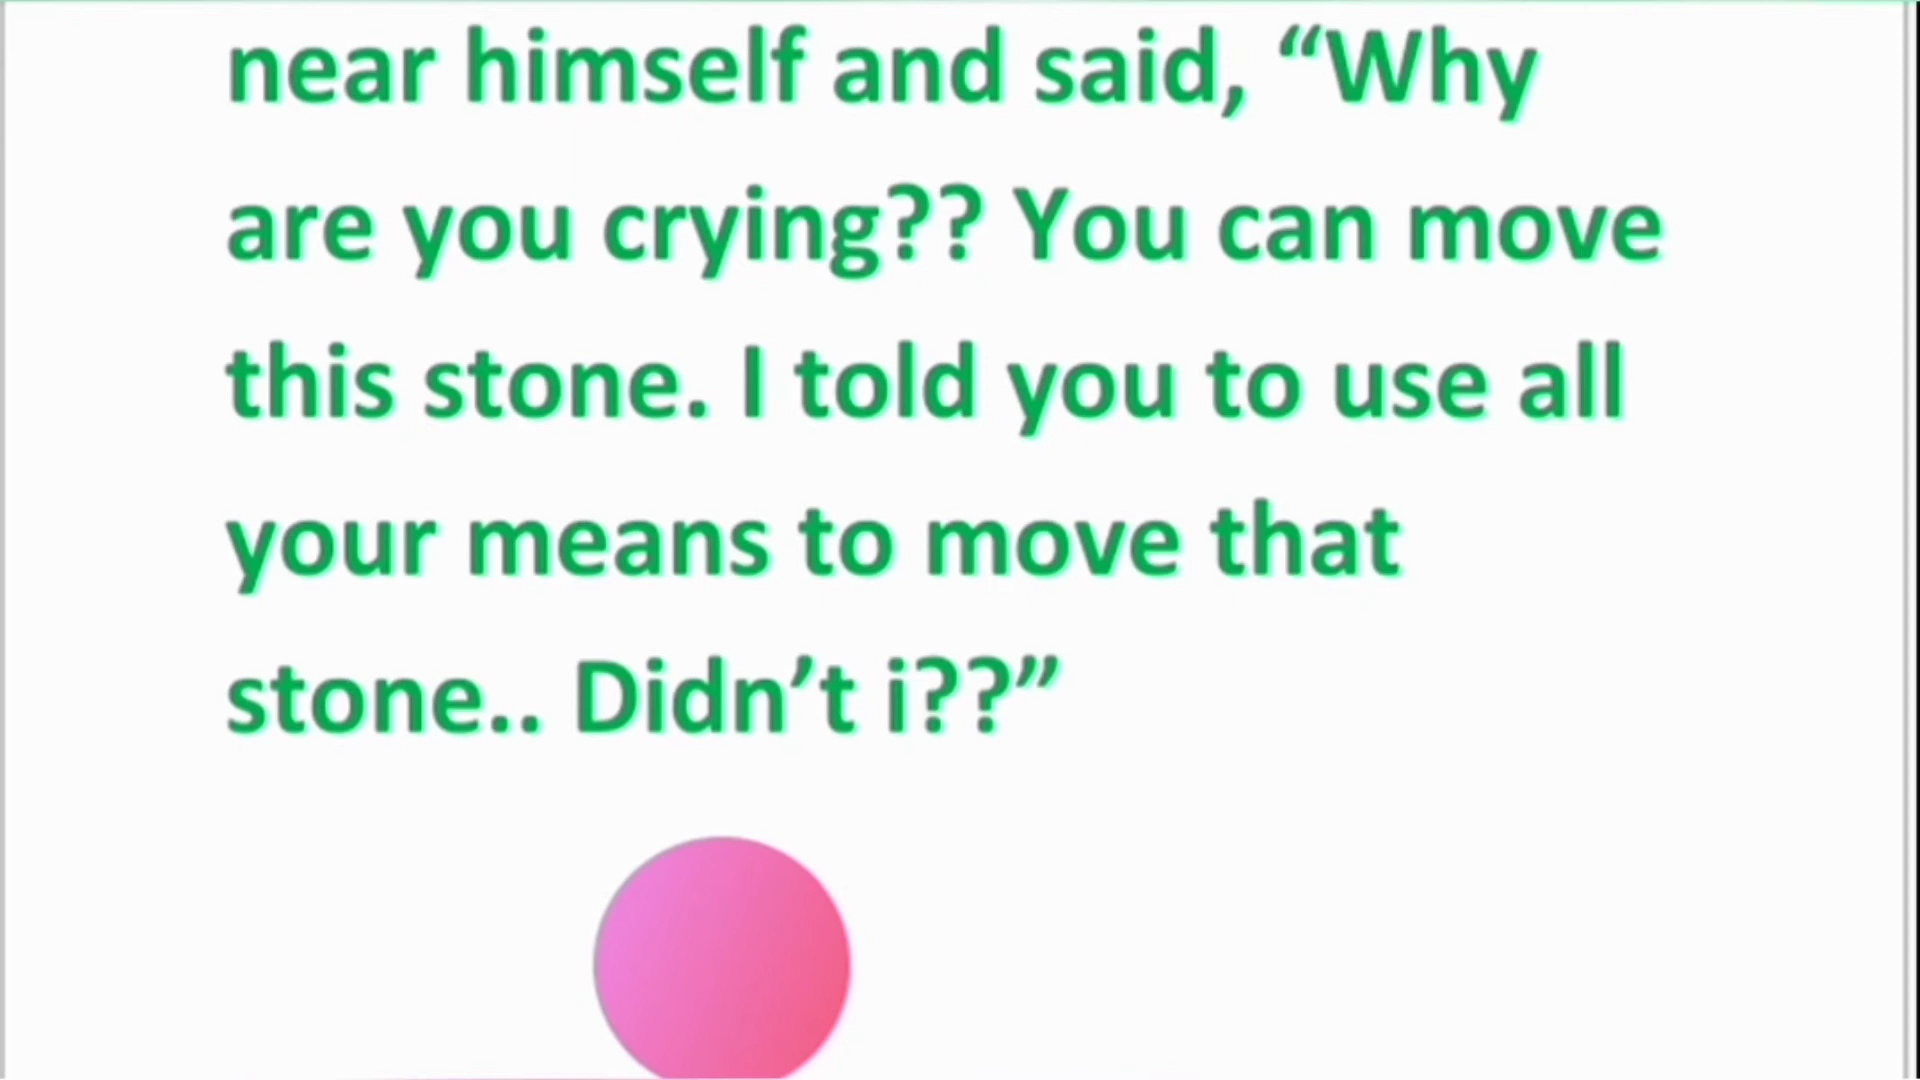 near himself and said, “Why
are you crying?? You can move
this stone. I told you to use all
your means to move that
stone.. Didn’t i??”